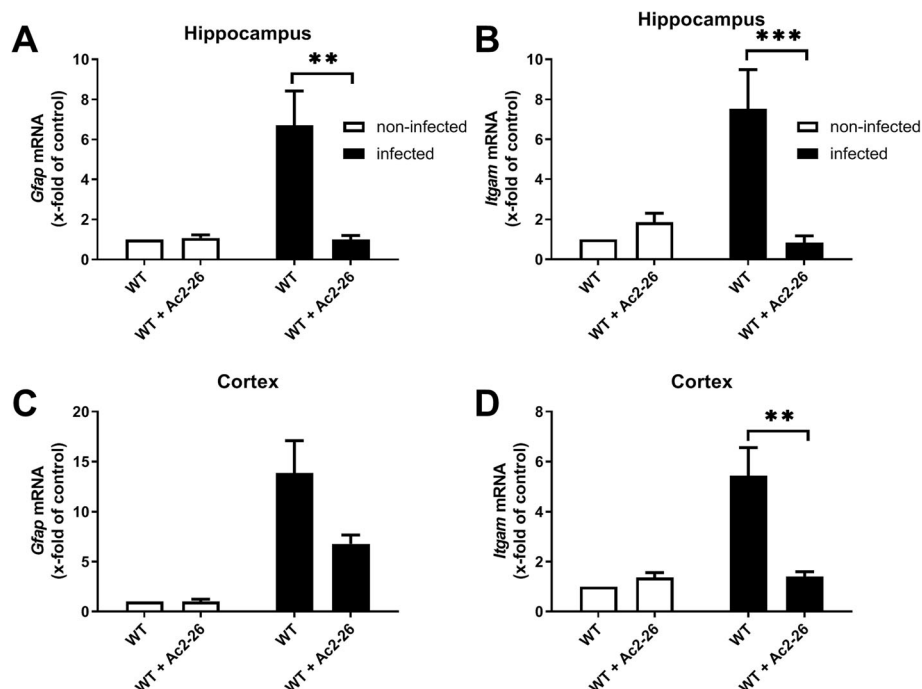 A
Hippocampus
**
Gfap mRNA
(x-fold of control)
10
8
6
4
2
0
non-infected
infected
WT
WT + Ac2-26
WT
WT + Ac2-26
B
Hippocampus
***
Itgam mRNA
(x-fold of control)
10
8
6
4
2
0
non-infected
infected
WT
WT + Ac2-26
WT
WT + Ac2-26
C
Cortex
Gfap mRNA
(x-fold of control)
20
15
10
5
0
WT
WT + Ac2-26
WT
WT + Ac2-26
D
Cortex
**
Itgam mRNA
(x-fold of control)
8
6
4
2
0
WT
WT + Ac2-26
WT
WT + Ac2-26